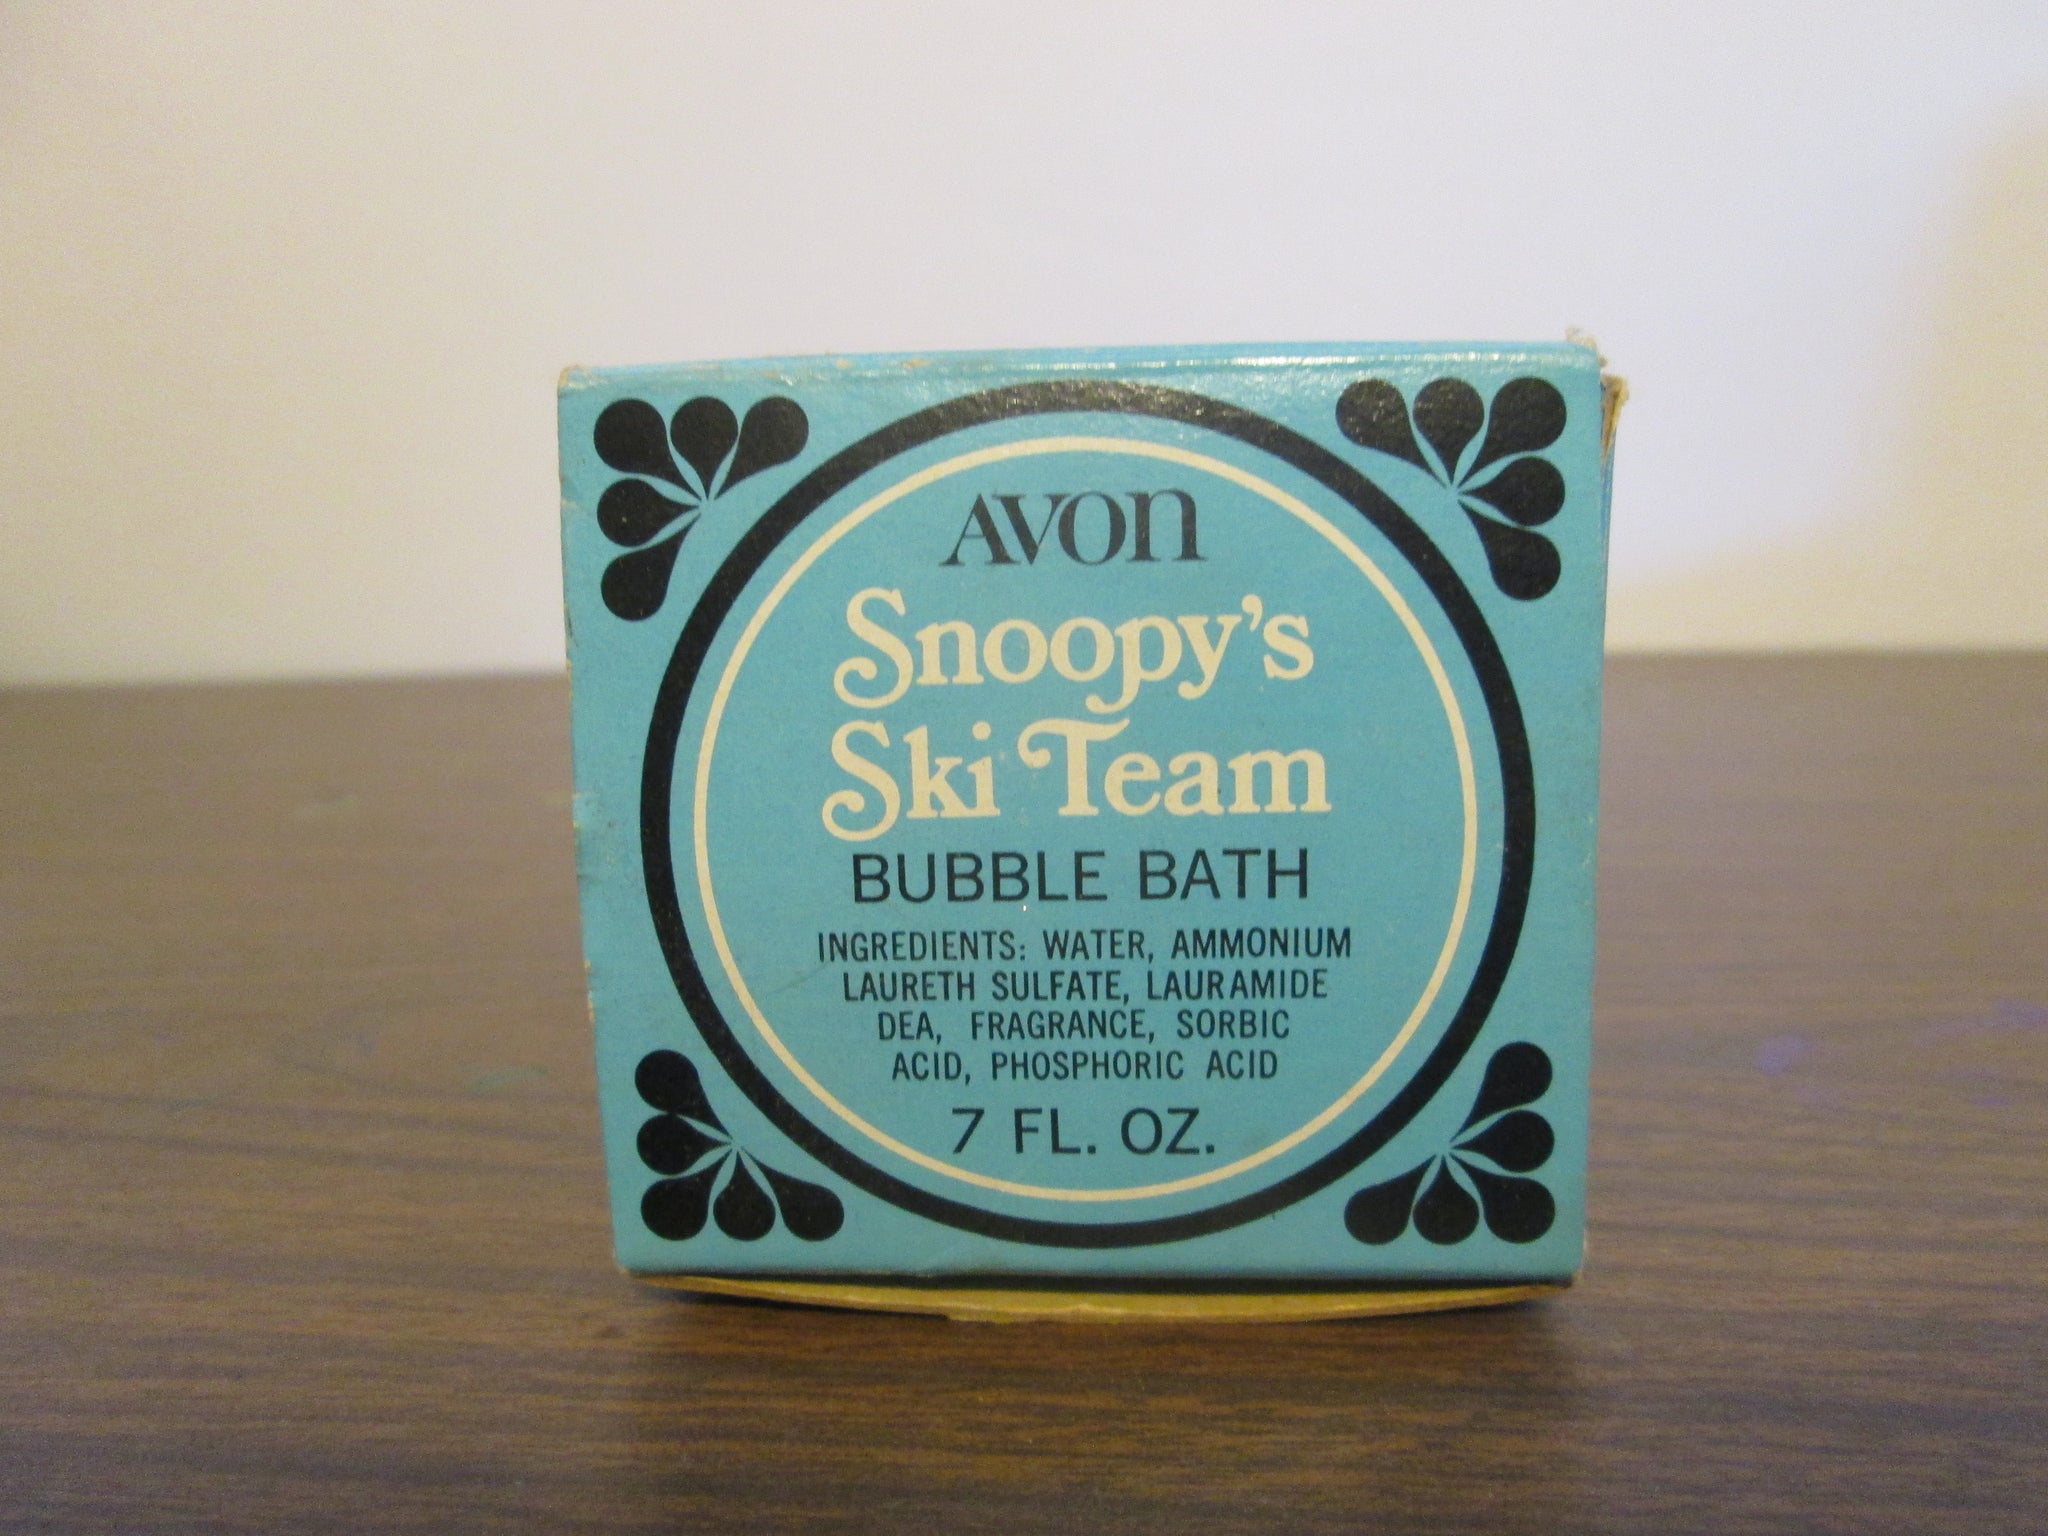 AVON
Snoopy's
Ski Team
BUBBLE BATH
INGREDIENTS: WATER, AMMONIUM
LAURETH SULFATE, LAURAMIDE
DEA, FRAGRANCE, SORBIC
ACID, PHOSPHORIC ACID
7 FL. OZ.